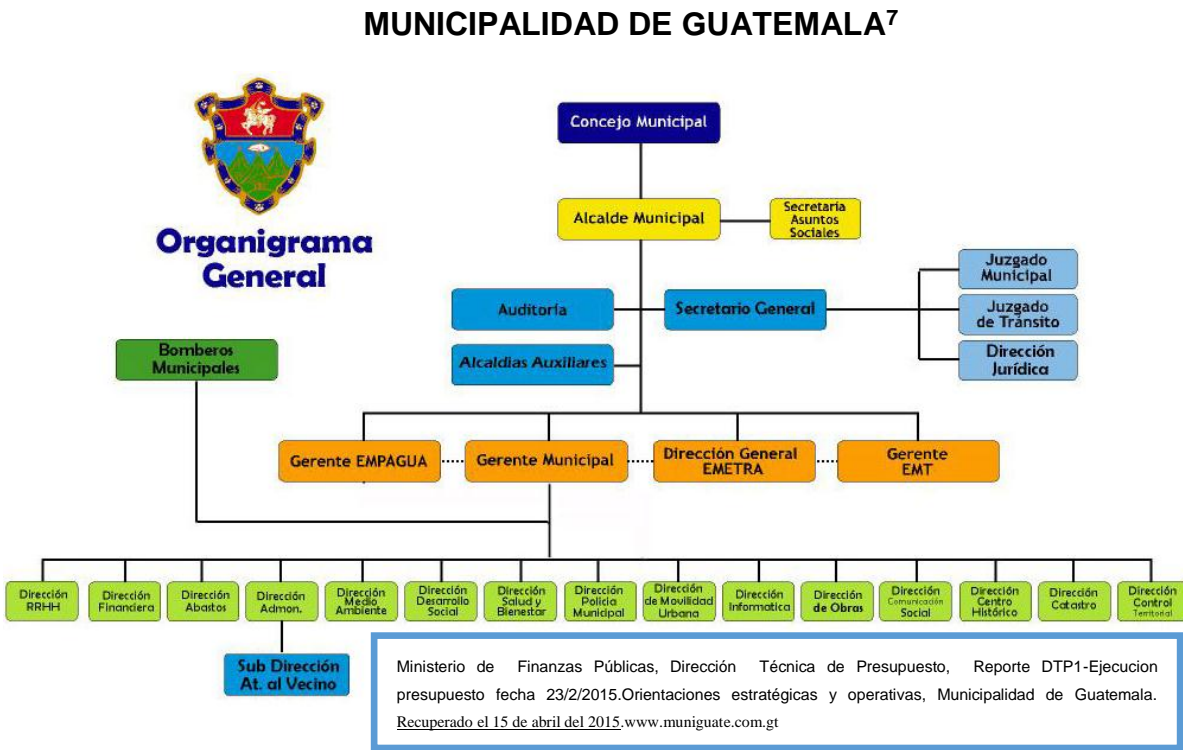 MUNICIPALIDAD DE GUATEMALA7
Organigrama
General
Concejo Municipal
Alcalde Municipal
Secretaría
Asuntos
Sociales
Auditoría
Secretario General
Juzgado
Municipal
Juzgado
de Tránsito
Dirección
Jurídica
Alcaldias Auxiliares
Bomberos
Municipales
Gerente EMPAGUA
Gerente Municipal
Dirección General
EMETRA
Gerente
EMT
Dirección
RRHH
Dirección
Financiera
Dirección
Abastos
Dirección
Admon.
Dirección
Medio
Ambiente
Dirección
Desarrollo
Social
Dirección
Salud y
Bienestar
Dirección
Policía
Municipal
Dirección
de Movilidad
Urbana
Dirección
Informatica
Dirección
de Obras
Dirección
Comunicación
Social
Dirección
Centro
Histórico
Dirección
Catastro
Dirección
Control
Territorial
Sub Dirección
At. al Vecino
Ministerio de Finanzas Públicas, Dirección Técnica de Presupuesto, Reporte DTP1-Ejecucion
presupuesto fecha 23/2/2015.Orientaciones estratégicas y operativas, Municipalidad de Guatemala.
Recuperado el 15 de abril del 2015.www.muniguate.com.gt